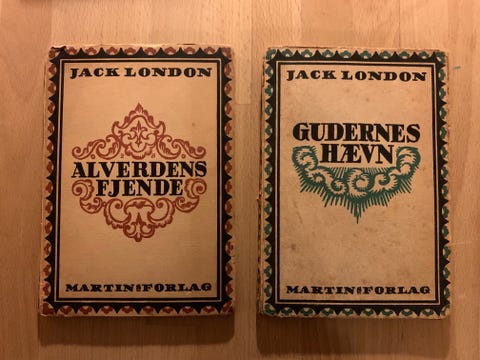 JACK LONDON
ALVERDENS
FJENDE
MARTINS FORLAG
JACK LONDON
GUDERNES
HÆVN
MARTINS FORLAG